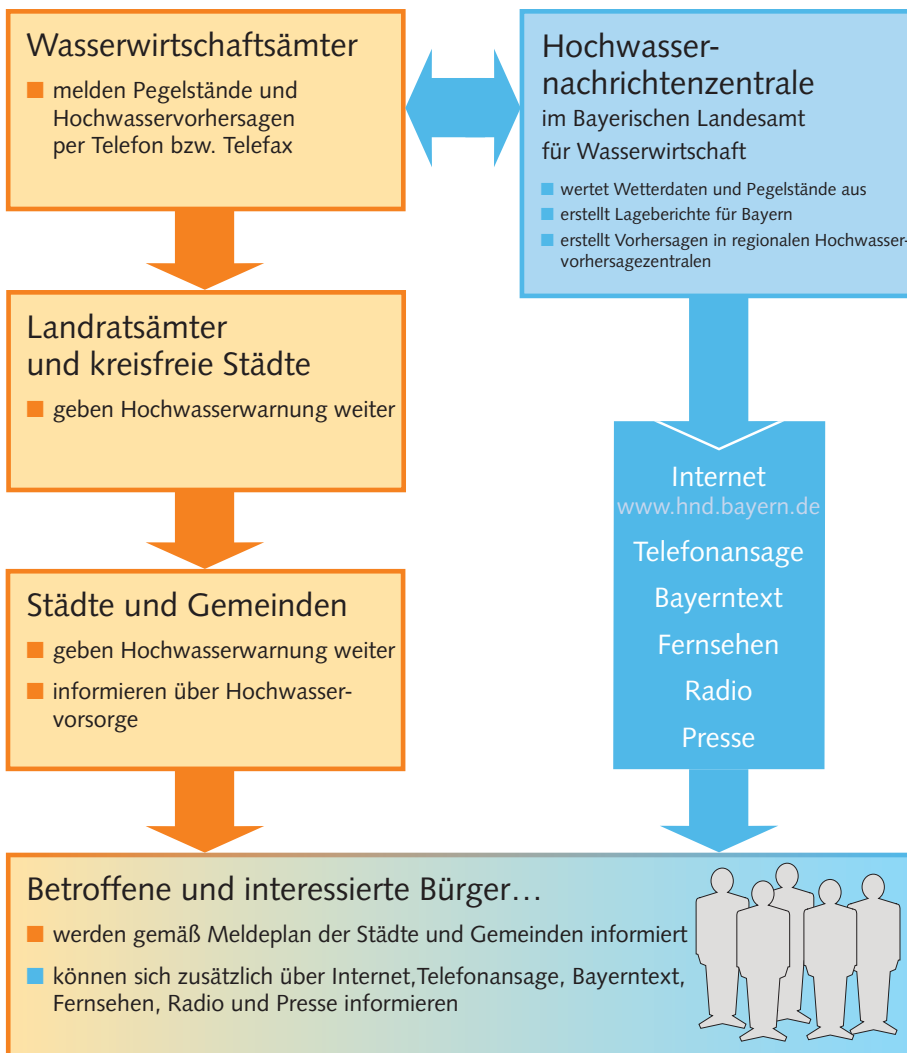 Wasserwirtschaftsämter
melden Pegelstände und
Hochwasservorhersagen
per Telefon bzw. Telefax
Hochwasser-
nachrichtenzentrale
im Bayerischen Landesamt
für Wasserwirtschaft
wertet Wetterdaten und Pegelstände aus
erstellt Lageberichte für Bayern
erstellt Vorhersagen in regionalen Hochwasser-
vorhersagezentralen
Landratsämter
und kreisfreie Städte
geben Hochwasserwarnung weiter
Städte und Gemeinden
geben Hochwasserwarnung weiter
informieren über Hochwasser-
vorsorge
Internet
www.hnd.bayern.de
Telefonansage
Bayerntext
Fernsehen
Radio
Presse
Betroffene und interessierte Bürger…
werden gemäß Meldeplan der Städte und Gemeinden informiert
können sich zusätzlich über Internet,Telefonansage, Bayerntext,
Fernsehen, Radio und Presse informieren